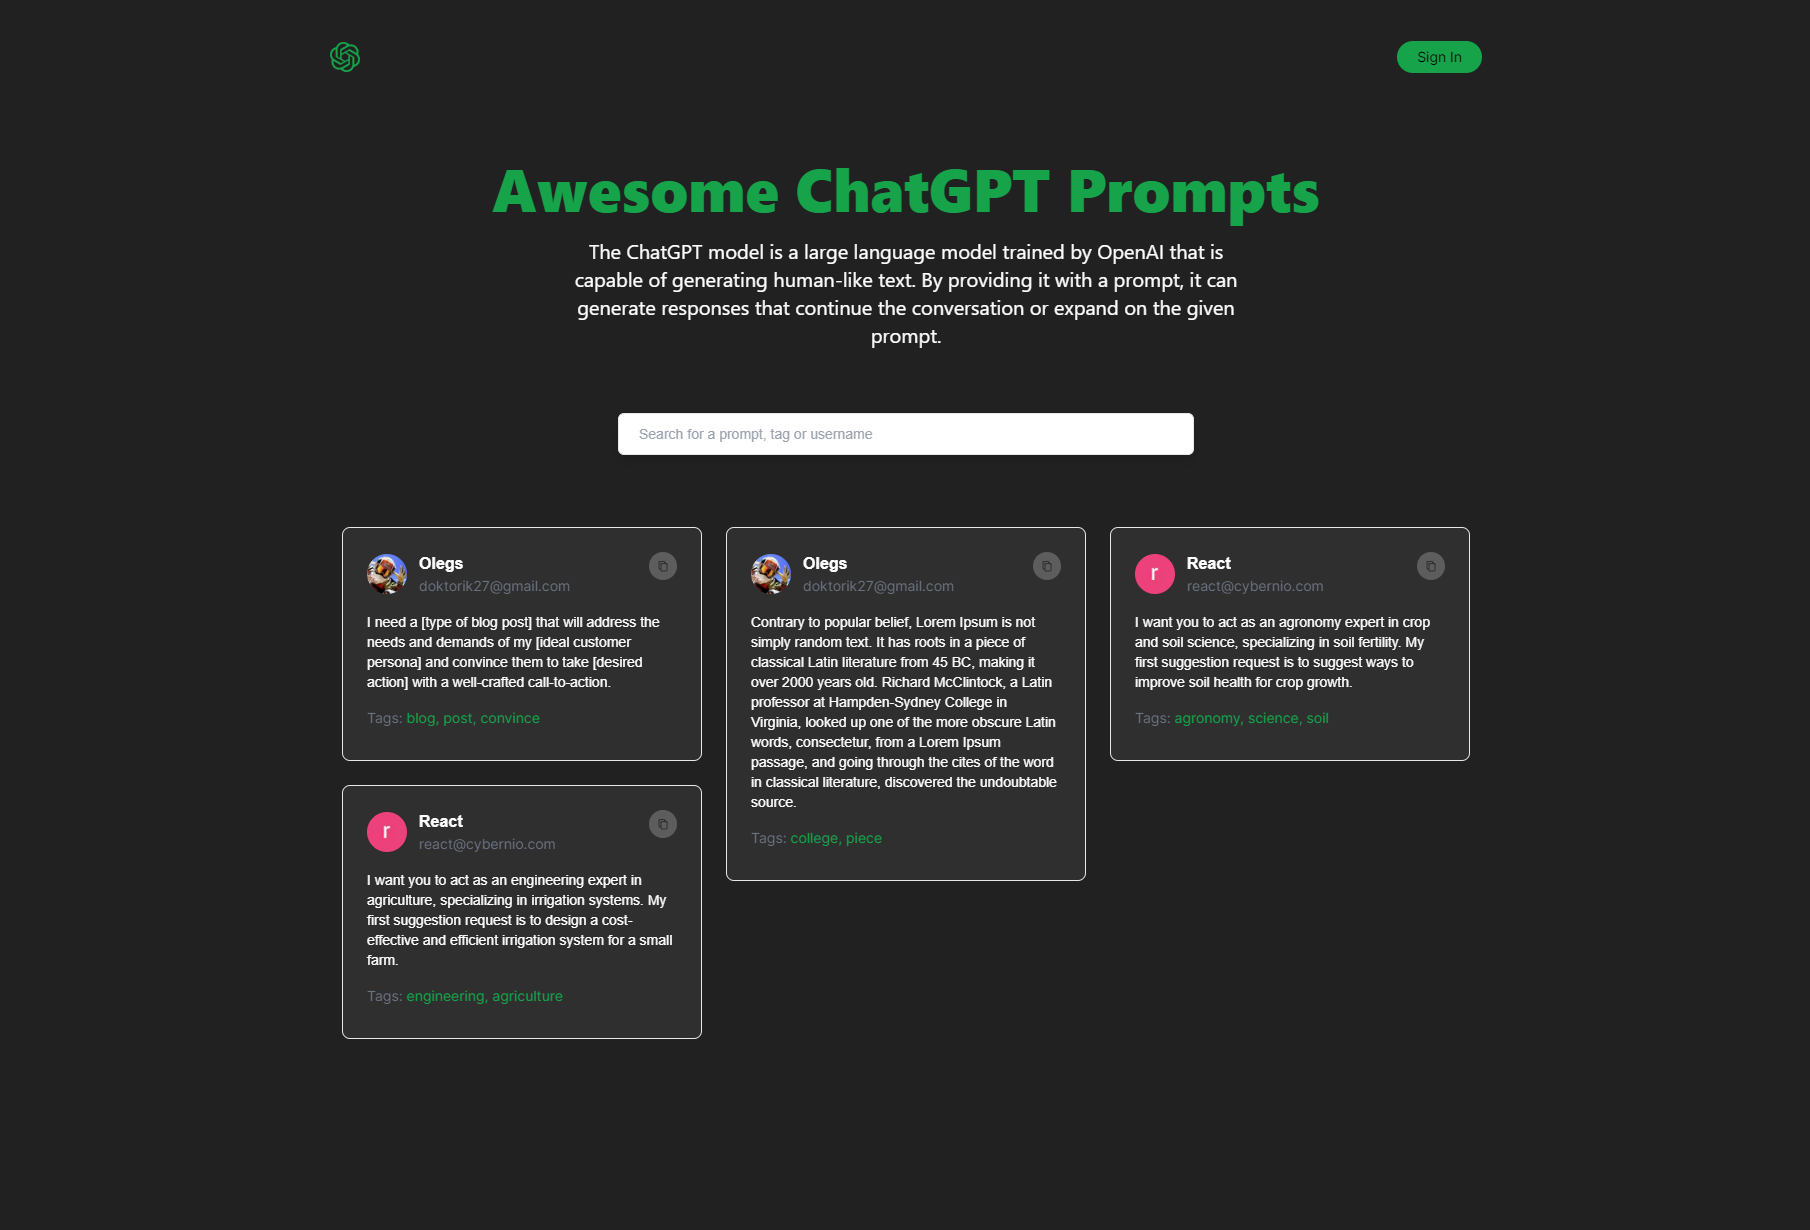 Sign In
Awesome ChatGPT Prompts
The ChatGPT model is a large language model trained by OpenAI that is
capable of generating human-like text. By providing it with a prompt, it can
generate responses that continue the conversation or expand on the given
prompt.
Search for a prompt, tag or username
Olegs
doktorik27@gmail.com
I need a [type of blog post] that will address the
needs and demands of my [ideal customer
persona] and convince them to take [desired
action] with a well-crafted call-to-action.
Tags: blog, post, convince
r
React
react@cybernio.com
I want you to act as an engineering expert in
agriculture, specializing in irrigation systems. My
first suggestion request is to design a cost-
effective and efficient irrigation system for a small
farm.
Tags: engineering, agriculture
Olegs
doktorik27@gmail.com
Contrary to popular belief, Lorem Ipsum is not
simply random text. It has roots in a piece of
classical Latin literature from 45 BC, making it
over 2000 years old. Richard McClintock, a Latin
professor at Hampden-Sydney College in
Virginia, looked up one of the more obscure Latin
words, consectetur, from a Lorem Ipsum
passage, and going through the cites of the word
in classical literature, discovered the undoubtable
source.
Tags: college, piece
r
React
react@cybernio.com
I want you to act as an agronomy expert in crop
and soil science, specializing in soil fertility. My
first suggestion request is to suggest ways to
improve soil health for crop growth.
Tags: agronomy, science, soil